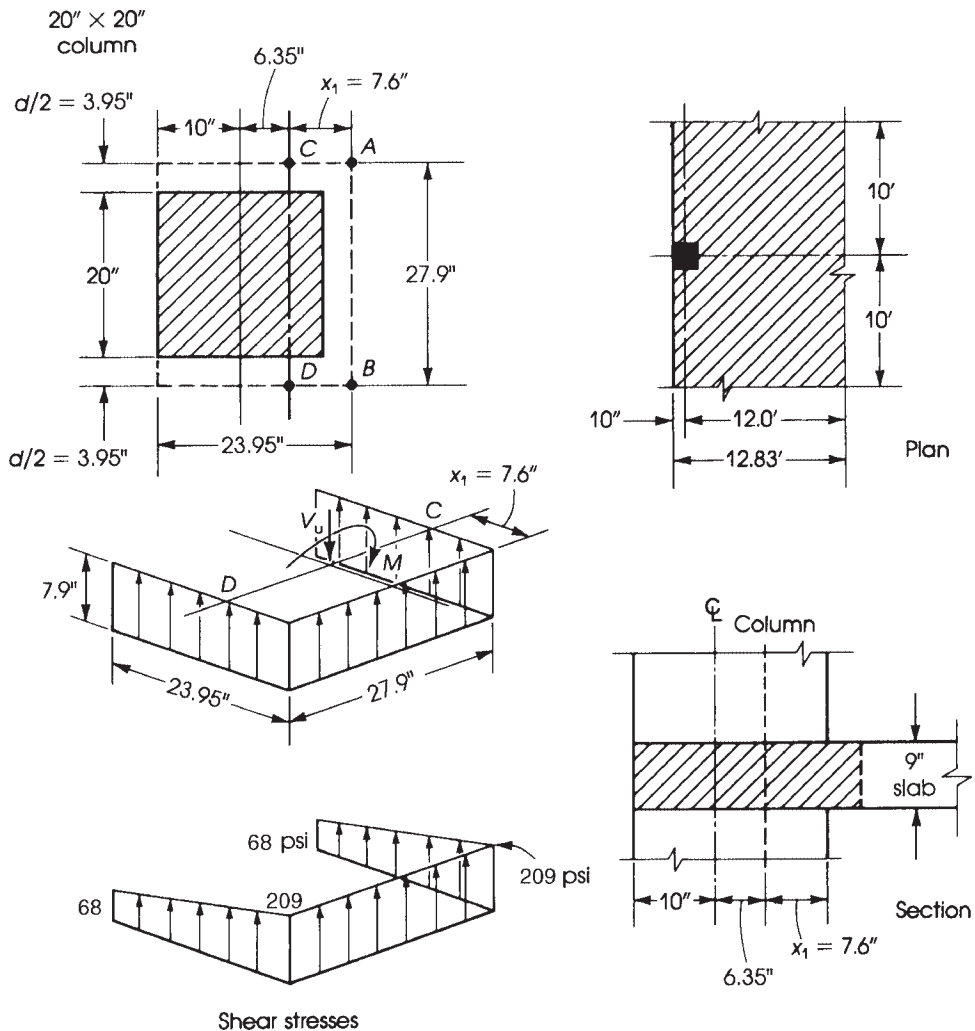 20" × 20"
column
6.35"
x₁ = 7.6"
d/2 = 3.95"
10"
C
A
20"
27.9"
D
B
23.95"
d/2 = 3.95"
10'
10'
10"
12.0'
12.83'
Plan
x₁ = 7.6"
C
Vᵤ
M
D
7.9"
23.95"
27.9"
68 psi
209
209 psi
68
Shear stresses
℄ Column
9"
slab
10"
6.35"
x₁ = 7.6"
Section